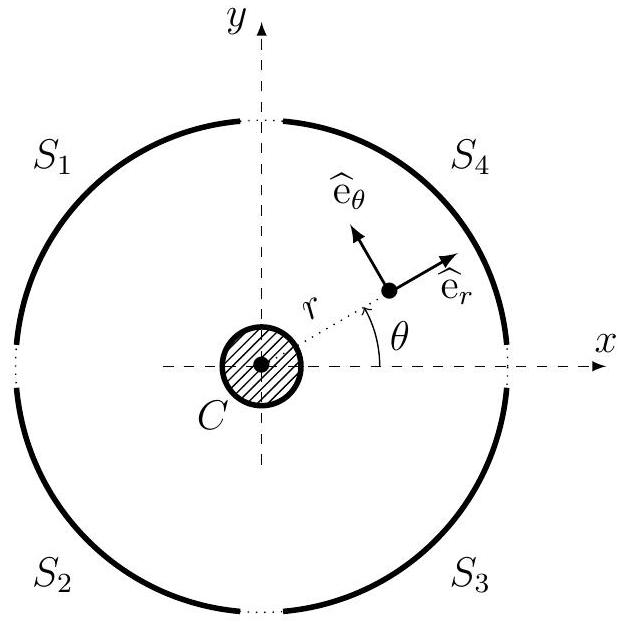 y
S₁
S₄
ê_θ
ê_r
r
θ
x
C
S₂
S₃